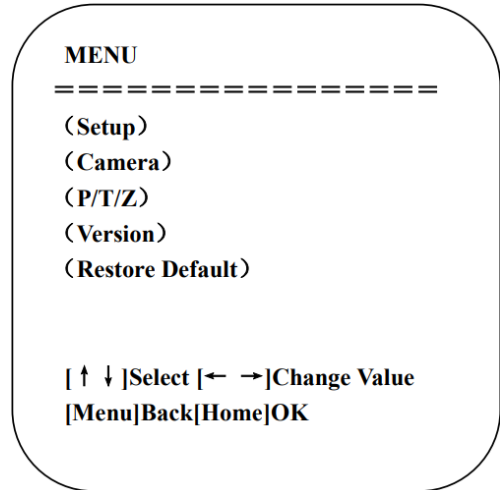 MENU
================
（Setup）
（Camera）
（P/T/Z）
（Version）
（Restore Default）
[↑ ↓]Select [← →]Change Value
[Menu]Back[Home]OK